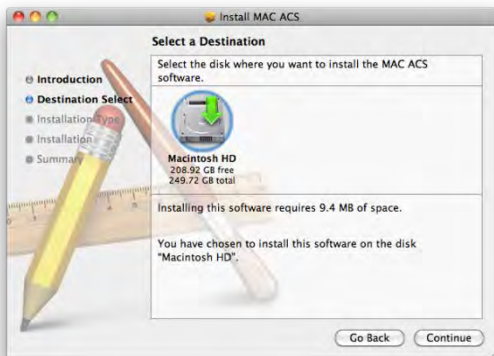 Install MAC ACS
Select a Destination
Introduction
Destination Select
Installation Type
Installation
Summary
Select the disk where you want to install the MAC ACS
software.
Macintosh HD
208.92 GB free
249.72 GB total
Installing this software requires 9.4 MB of space.
You have chosen to install this software on the disk
"Macintosh HD".
Go Back
Continue